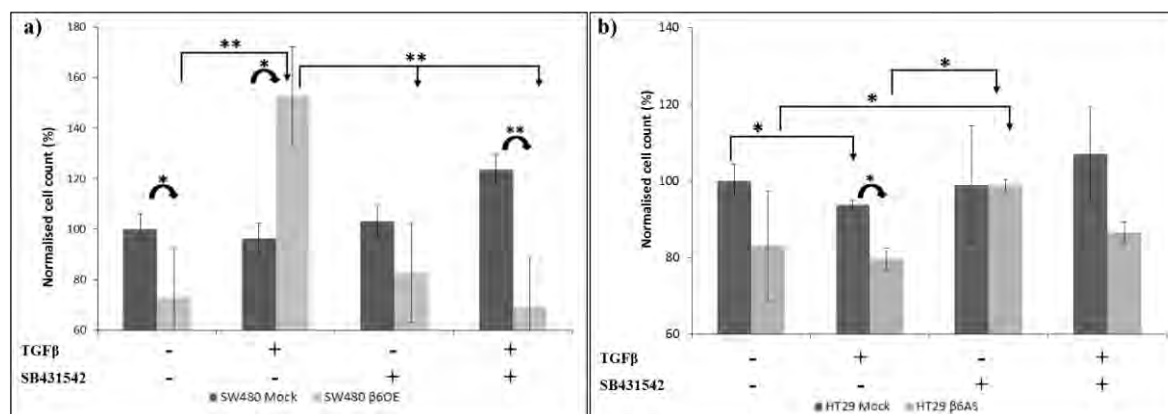 a)
Normalised cell count (%)
180
160
140
120
100
80
60
**
*
**
*
**
TGFβ - + - +
SB431542 - - + +
SW480 Mock SW480 β6OE
b)
Normalised cell count (%)
140
120
100
80
60
*
*
*
*
TGFβ - + - +
SB431542 - - + +
HT29 Mock HT29 β6AS